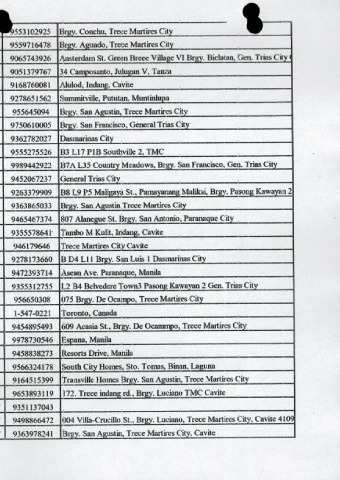 9553102925 Brgy. Conchu, Trece Martires City
9559716478 Brgy. Aguado, Trece Martires City
9065743926 Amsterdam St. Green Breeze Village VI Brgy. Biclatan, Gen. Trias City
9051379767 34 Camposanto, Julugan V, Tanza
9168760081 Alulod, Indang, Cavite
9278651562 Summitville, Pututan, Muntinlupa
955645094 Brgy. San Agustin, Trece Martires City
9750610005 Brgy. San Francisco, General Trias City
9362782027 Dasmarinas City
9555275526 B3 L17 P1B Southville 2, TMC
9989442922 B7A L35 Country Meadows, Brgy. San Francisco, Gen. Trias City
9452067237 General Trias City
9263379909 B8 L9 P5 Maligaya St., Pamayanang Maliksi, Brgy. Pasong Kawayan 2
9363865033 Brgy. San Agustin Trece Martires City
9465467374 807 Alanegue St. Brgy. San Antonio, Paranaque City
9355578641 Tambo M Kulit, Indang, Cavite
946179646 Trece Martires City Cavite
9278173660 B D4 L11 Brgy. San Luis 1 Dasmarinas City
9472393714 Asean Ave. Paranaque, Manila
9335312755 L2 B4 Belvedere Town3 Pasong Kawayan 2 Gen. Trias City
956650308 075 Brgy. De Ocampo, Trece Martires City
1-547-0221 Toronto, Canada
9454895493 609 Acasia St., Brgy. De Ocammpo, Trece Martires City
9978730546 Espana, Manila
9458838273 Resorts Drive, Manila
9566324178 South City Homes, Sto. Tomas, Binan, Laguna
9164515399 Transville Homes Brgy. San Agustin, Trece Martires City
9653893119 172. Trece indang rd., Brgy. Luciano TMC Cavite
9351137043
9498866472 004 Villa-Crucillo St., Brgy. Luciano, Trece Martires City, Cavite 4109
9363978241 Brgy. San Agustin, Trece Martires City, Cavite